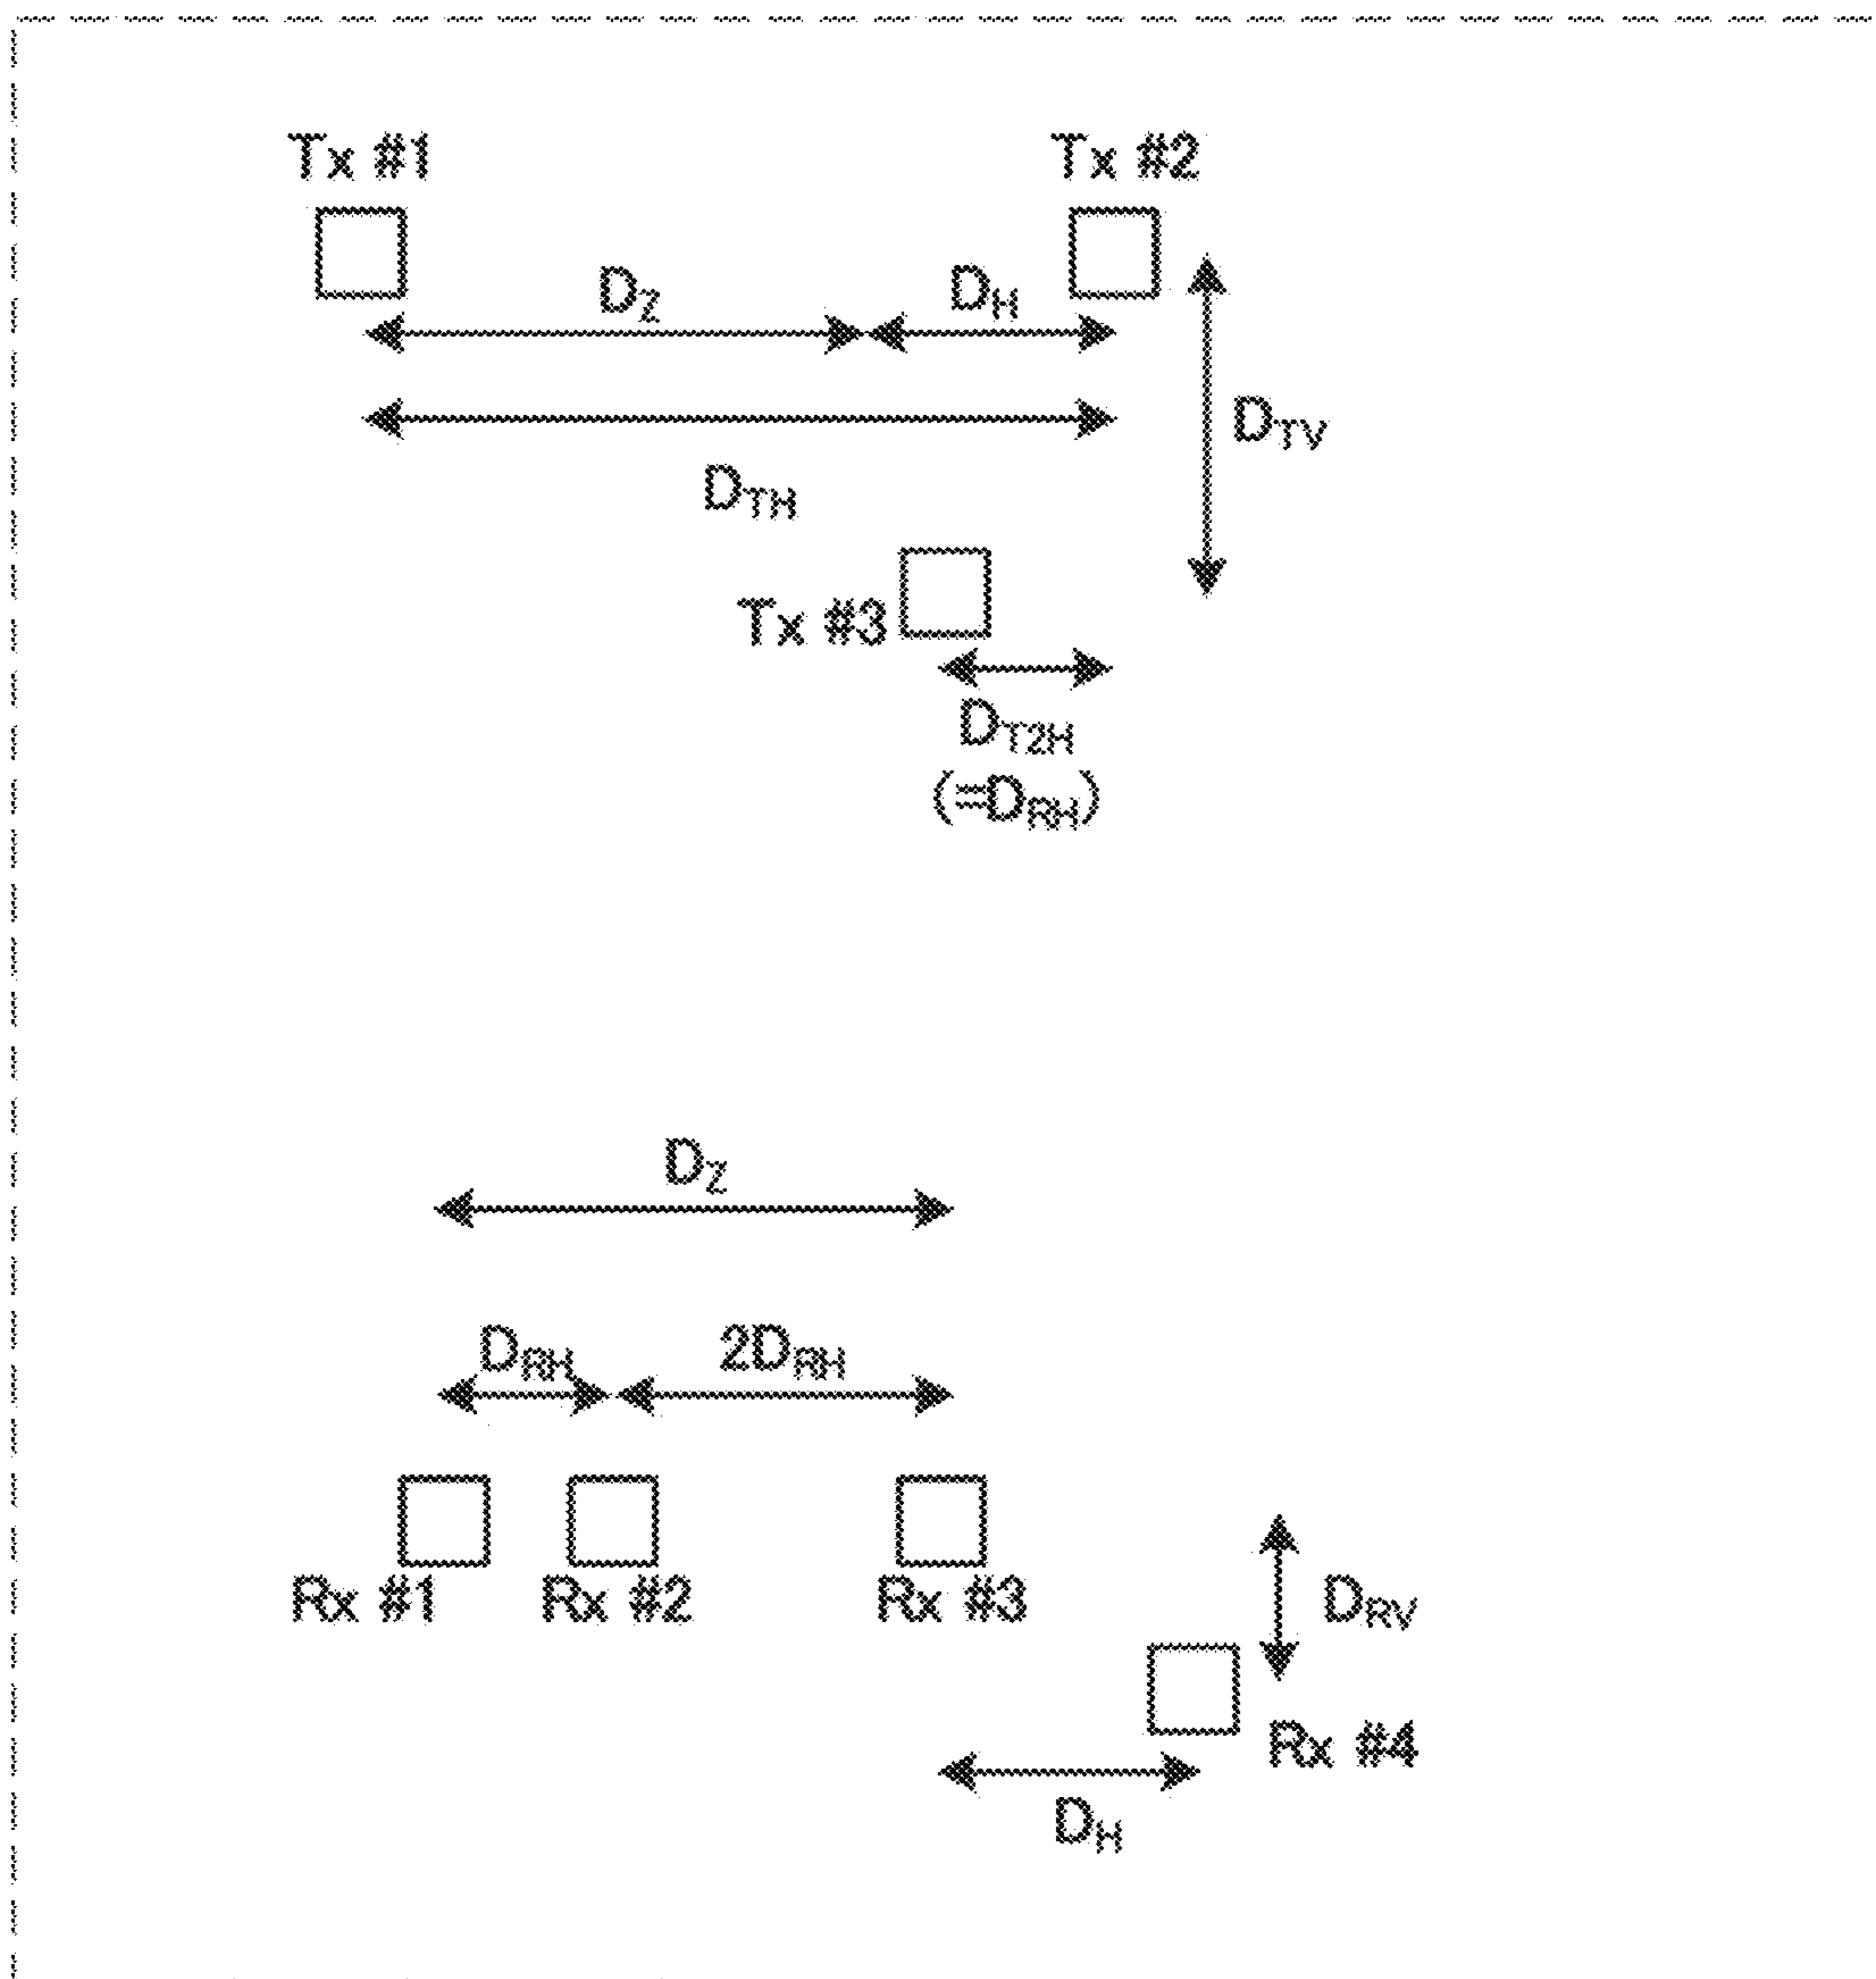 Tx #1 Tx #2
DZ DH
DTV
DTH
Tx #3
DT2H
(=DRH)
DZ
DRH 2DRH
Rx #1 Rx #2 Rx #3 DRV
Rx #4
DH